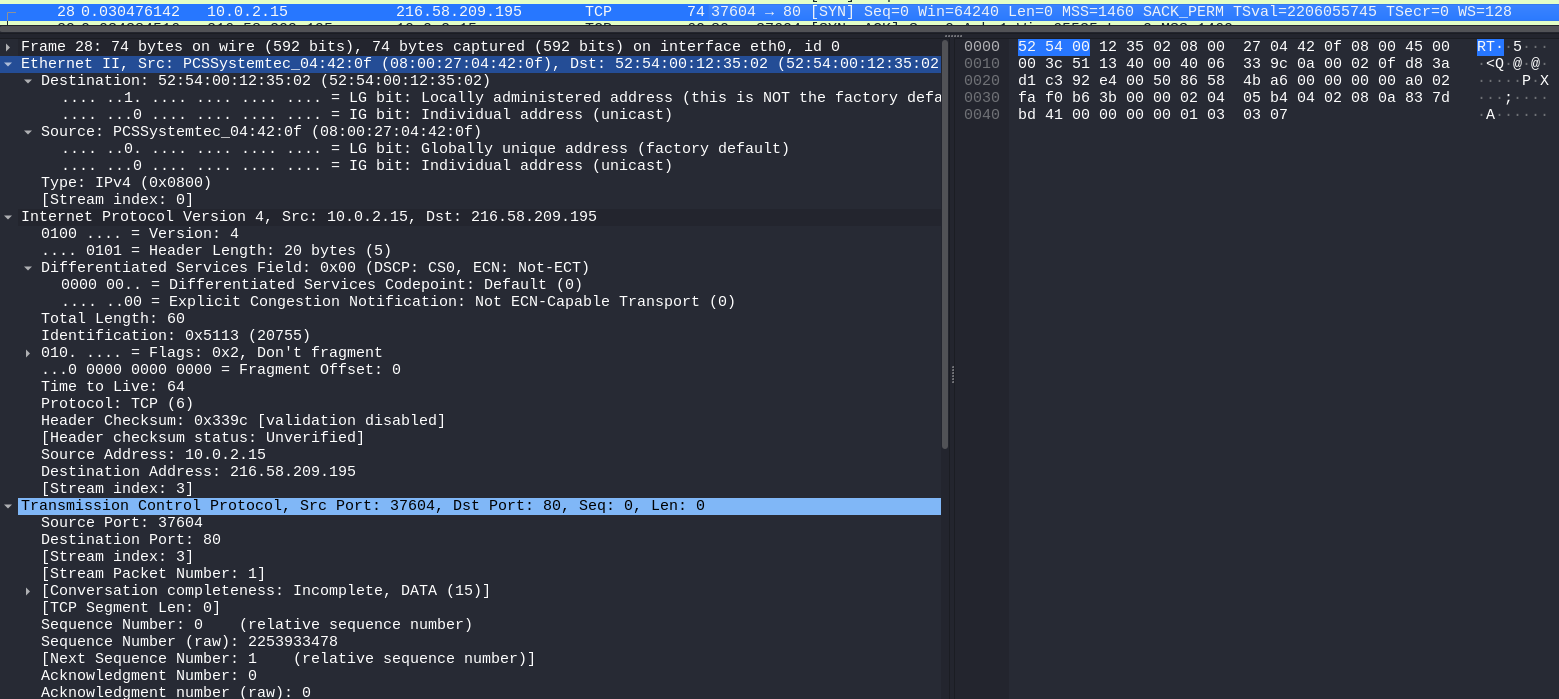 28 0.030476142 10.0.2.15 216.58.209.195 TCP 74 37604 → 80 [SYN] Seq=0 Win=64240 Len=0 MSS=1460 SACK_PERM TSval=2206055745 TSecr=0 WS=128
Frame 28: 74 bytes on wire (592 bits), 74 bytes captured (592 bits) on interface eth0, id 0
Ethernet II, Src: PCSSystemtec_04:42:0f (08:00:27:04:42:0f), Dst: 52:54:00:12:35:02 (52:54:00:12:35:02
Destination: 52:54:00:12:35:02 (52:54:00:12:35:02)
.... ..1. .... .... .... .... = LG bit: Locally administered address (this is NOT the factory defa
.... ...0 .... .... .... .... = IG bit: Individual address (unicast)
Source: PCSSystemtec_04:42:0f (08:00:27:04:42:0f)
.... ..0. .... .... .... .... = LG bit: Globally unique address (factory default)
.... ...0 .... .... .... .... = IG bit: Individual address (unicast)
Type: IPv4 (0x0800)
[Stream index: 0]
Internet Protocol Version 4, Src: 10.0.2.15, Dst: 216.58.209.195
0100 .... = Version: 4
.... 0101 = Header Length: 20 bytes (5)
Differentiated Services Field: 0x00 (DSCP: CS0, ECN: Not-ECT)
0000 00.. = Differentiated Services Codepoint: Default (0)
.... ..00 = Explicit Congestion Notification: Not ECN-Capable Transport (0)
Total Length: 60
Identification: 0x5113 (20755)
010. .... = Flags: 0x2, Don't fragment
...0 0000 0000 0000 = Fragment Offset: 0
Time to Live: 64
Protocol: TCP (6)
Header Checksum: 0x339c [validation disabled]
[Header checksum status: Unverified]
Source Address: 10.0.2.15
Destination Address: 216.58.209.195
[Stream index: 3]
Transmission Control Protocol, Src Port: 37604, Dst Port: 80, Seq: 0, Len: 0
Source Port: 37604
Destination Port: 80
[Stream index: 3]
[Stream Packet Number: 1]
[Conversation completeness: Incomplete, DATA (15)]
[TCP Segment Len: 0]
Sequence Number: 0 (relative sequence number)
Sequence Number (raw): 2253933478
[Next Sequence Number: 1 (relative sequence number)]
Acknowledgment Number: 0
Acknowledgment number (raw): 0
0000 52 54 00 12 35 02 08 00 27 04 42 0f 08 00 45 00 RT··5···
0010 00 3c 51 13 40 00 40 06 33 9c 0a 00 02 0f d8 3a ·<Q·@·@·
0020 d1 c3 92 e4 00 50 86 58 4b a6 00 00 00 00 a0 02 ·····P·X
0030 fa f0 b6 3b 00 00 02 04 05 b4 04 02 08 0a 83 7d ···;····
0040 bd 41 00 00 00 00 01 03 03 07 ·A······